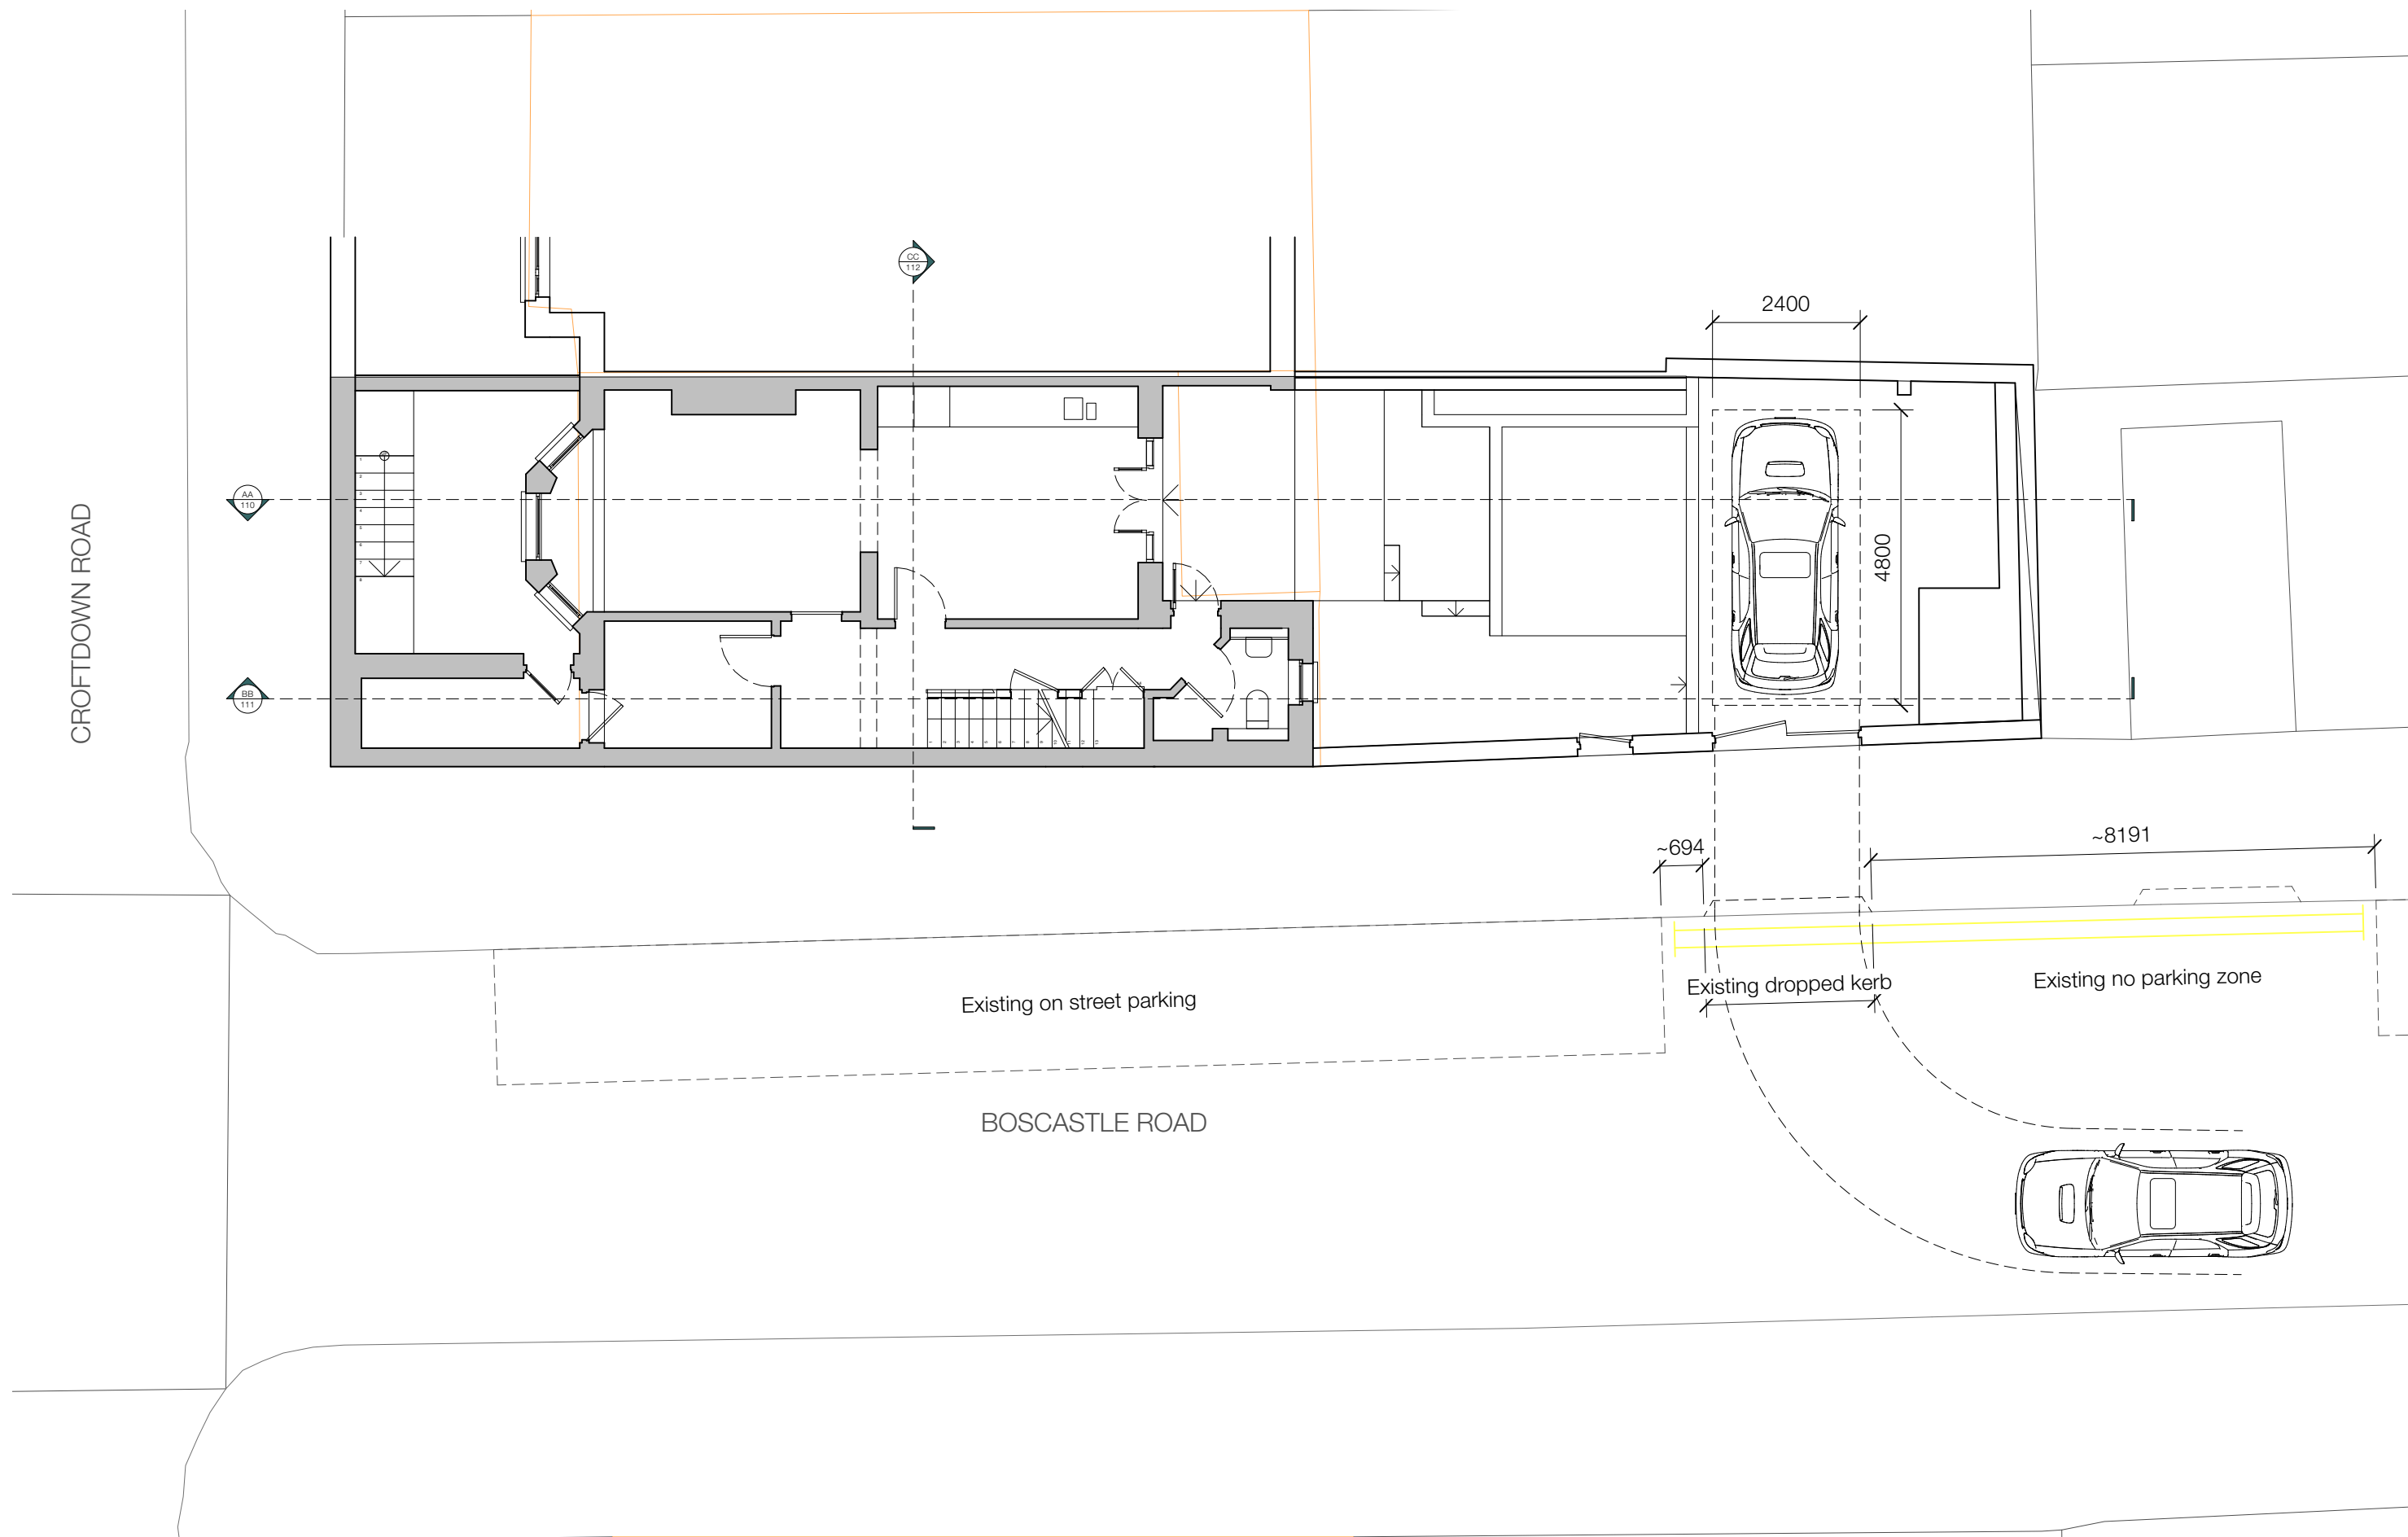 CC
112
2400
AA
110
4800
CROFTDOWN ROAD
BB
111
~694
~8191
Existing dropped kerb
Existing no parking zone
Existing on street parking
BOSCASTLE ROAD